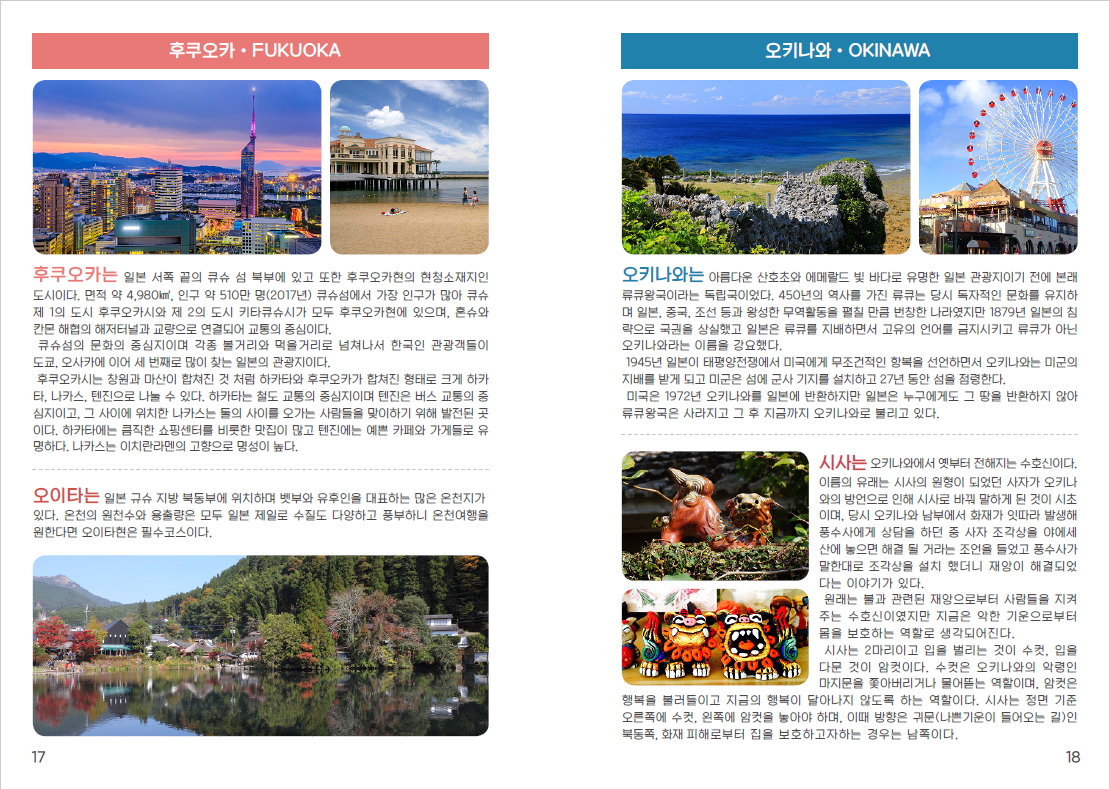 후쿠오카 • FUKUOKA
후쿠오카는 일본 서쪽 끝의 큐슈 섬 북부에 있고 또한 후쿠오카현의 현청소재지인
도시이다. 면적 약 4,980㎢, 인구 약 510만 명(2017년) 큐슈섬에서 가장 인구가 많아 큐슈
제 1의 도시 후쿠오카시와 제 2의 도시 키타큐슈시가 모두 후쿠오카현에 있으며, 혼슈와
칸몬 해협의 해저터널과 교량으로 연결되어 교통의 중심이다.
큐슈섬의 문화의 중심지이며 각종 볼거리와 먹을거리로 넘쳐나서 한국인 관광객들이
도쿄, 오사카에 이어 세 번째로 많이 찾는 일본의 관광지이다.
후쿠오카시는 창원과 마산이 합쳐진 것 처럼 하카타와 후쿠오카가 합쳐진 형태로 크게 하카
타, 나카스, 텐진으로 나눌 수 있다. 하카타는 철도 교통의 중심지이며 텐진은 버스 교통의 중
심지이고, 그 사이에 위치한 나카스는 둘의 사이를 오가는 사람들을 맞이하기 위해 발전된 곳
이다. 하카타에는 큼직한 쇼핑센터를 비롯한 맛집이 많고 텐진에는 예쁜 카페와 가게들로 유
명하다. 나카스는 이치란라멘의 고향으로 명성이 높다.
오이타는 일본 규슈 지방 북동부에 위치하며 벳부와 유후인을 대표하는 많은 온천지가
있다. 온천의 원천수와 용출량은 모두 일본 제일로 수질도 다양하고 풍부하니 온천여행을
원한다면 오이타현은 필수코스이다.
17
오키나와 • OKINAWA
오키나와는 아름다운 산호초와 에메랄드 빛 바다로 유명한 일본 관광지이기 전에 본래
류큐왕국이라는 독립국이었다. 450년의 역사를 가진 류큐는 당시 독자적인 문화를 유지하
며 일본, 중국, 조선 등과 왕성한 무역활동을 펼칠 만큼 번창한 나라였지만 1879년 일본의 침
략으로 국권을 상실했고 일본은 류큐를 지배하면서 고유의 언어를 금지시키고 류큐가 아닌
오키나와라는 이름을 강요했다.
1945년 일본이 태평양전쟁에서 미국에게 무조건적인 항복을 선언하면서 오키나와는 미군의
지배를 받게 되고 미군은 섬에 군사 기지를 설치하고 27년 동안 섬을 점령한다.
미국은 1972년 오키나와를 일본에 반환하지만 일본은 누구에게도 그 땅을 반환하지 않아
류큐왕국은 사라지고 그 후 지금까지 오키나와로 불리고 있다.
시사는 오키나와에서 옛부터 전해지는 수호신이다.
이름의 유래는 시사의 원형이 되었던 사자가 오키나
와의 방언으로 인해 시사로 바꿔 말하게 된 것이 시초
이며, 당시 오키나와 남부에서 화재가 잇따라 발생해
풍수사에게 상담을 하던 중 사자 조각상을 야에세
산에 놓으면 해결 될 거라는 조언을 들었고 풍수사가
말한대로 조각상을 설치 했더니 재앙이 해결되었
다는 이야기가 있다.
원래는 불과 관련된 재앙으로부터 사람들을 지켜
주는 수호신이였지만 지금은 악한 기운으로부터
몸을 보호하는 역할로 생각되어진다.
시사는 2마리이고 입을 벌리는 것이 수컷, 입을
다문 것이 암컷이다. 수컷은 오키나와의 악령인
마지문을 쫓아버리거나 물어뜯는 역할이며, 암컷은
행복을 불러들이고 지금의 행복이 달아나지 않도록 하는 역할이다. 시사는 정면 기준
오른쪽에 수컷, 왼쪽에 암컷을 놓아야 하며, 이때 방향은 귀문(나쁜기운이 들어오는 길)인
북동쪽, 화재 피해로부터 집을 보호하고자하는 경우는 남쪽이다.
18